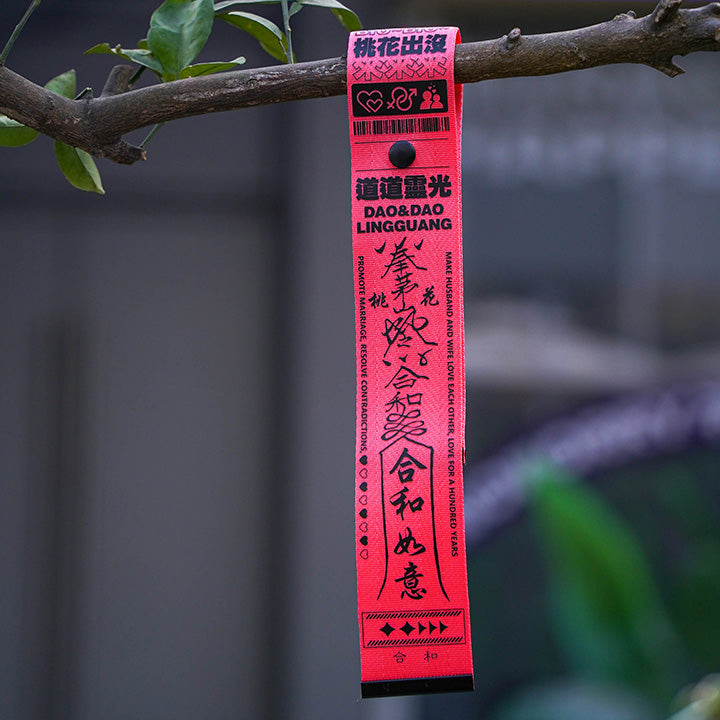 桃花出沒
道道靈光
DAO&DAO
LINGGUANG
桃 花
合
和
合
和
如
意
PROMOTE MARRIAGE, RESOLVE CONTRADICTIONS,
MAKE HUSBAND AND WIFE LOVE EACH OTHER, LOVE FOR A HUNDRED YEARS
合 和